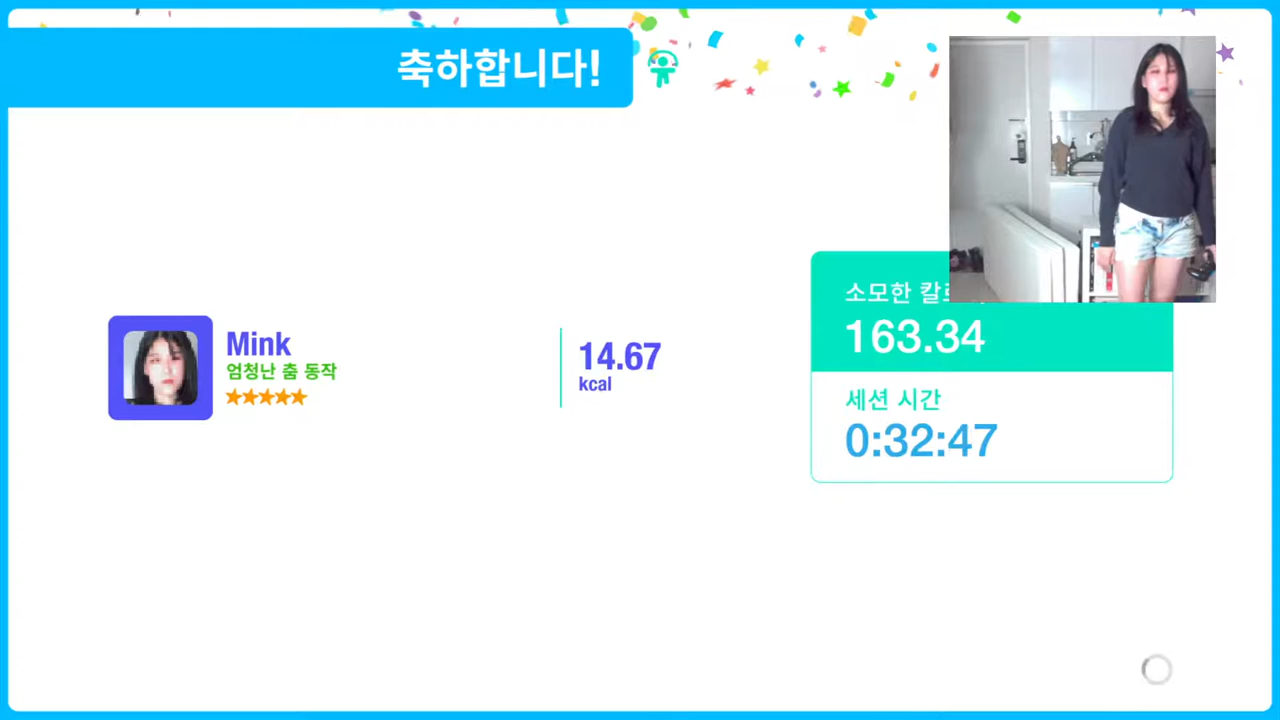 축하합니다!
Mink
엄청난 춤 동작
14.67
kcal
소모한
163.34
세션 시간
0:32:47